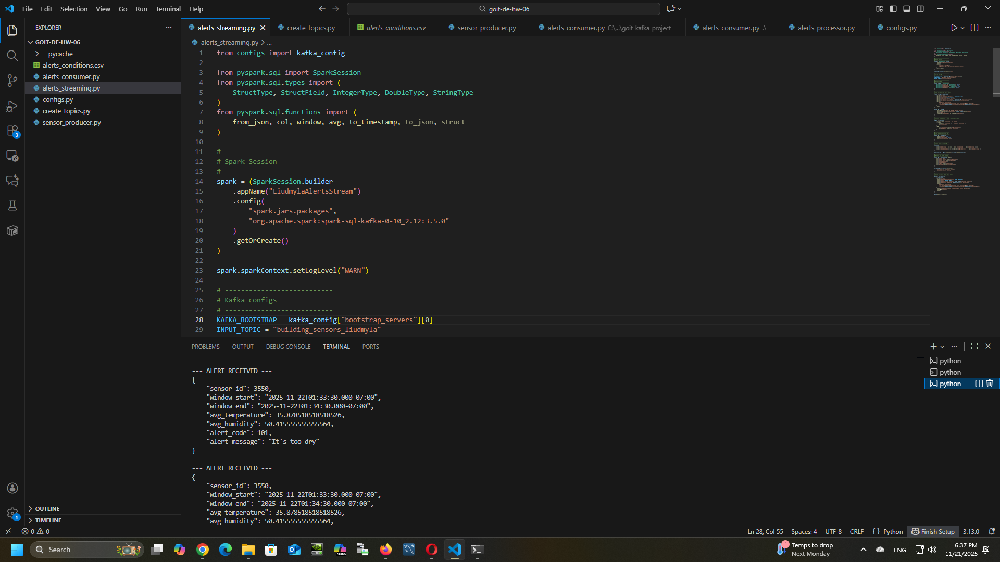 File Edit Selection View Go Run Terminal Help
goit-de-hw-06
EXPLORER
GOIT-DE-HW-06
__pycache__
alerts_conditions.csv
alerts_consumer.py
alerts_streaming.py
configs.py
create_topics.py
sensor_producer.py
OUTLINE
TIMELINE
3
1
alerts_streaming.py create_topics.py alerts_conditions.csv sensor_producer.py alerts_consumer.py C:\...\goit_kafka_project alerts_consumer.py .\ alerts_processor.py configs.py
alerts_streaming.py > ...
1 from configs import kafka_config
2
3 from pyspark.sql import SparkSession
4 from pyspark.sql.types import (
5 StructType, StructField, IntegerType, DoubleType, StringType
6 )
7 from pyspark.sql.functions import (
8 from_json, col, window, avg, to_timestamp, to_json, struct
9 )
10
11 # ---------------------------
12 # Spark Session
13 # ---------------------------
14 spark = (SparkSession.builder
15 .appName("LiudmylaAlertsStream")
16 .config(
17 "spark.jars.packages",
18 "org.apache.spark:spark-sql-kafka-0-10_2.12:3.5.0"
19 )
20 .getOrCreate()
21 )
22
23 spark.sparkContext.setLogLevel("WARN")
24
25 # ---------------------------
26 # Kafka configs
27 # ---------------------------
28 KAFKA_BOOTSTRAP = kafka_config["bootstrap_servers"][0]
29 INPUT_TOPIC = "building_sensors_liudmyla"
PROBLEMS OUTPUT DEBUG CONSOLE TERMINAL PORTS
--- ALERT RECEIVED ---
{
"sensor_id": 3550,
"window_start": "2025-11-22T01:33:30.000-07:00",
"window_end": "2025-11-22T01:34:30.000-07:00",
"avg_temperature": 35.878518518518526,
"avg_humidity": 50.415555555555564,
"alert_code": 101,
"alert_message": "It's too dry"
}
--- ALERT RECEIVED ---
{
"sensor_id": 3550,
"window_start": "2025-11-22T01:33:30.000-07:00",
"window_end": "2025-11-22T01:34:30.000-07:00",
"avg_temperature": 35.878518518518526,
"avg_humidity": 50.415555555555564,
python
python
python
0 0
Ln 28, Col 55 Spaces: 4 UTF-8 CRLF { } Python Finish Setup 3.13.0
Search
M365
1
Temps to drop
Next Monday
ENG
6:37 PM
11/21/2025